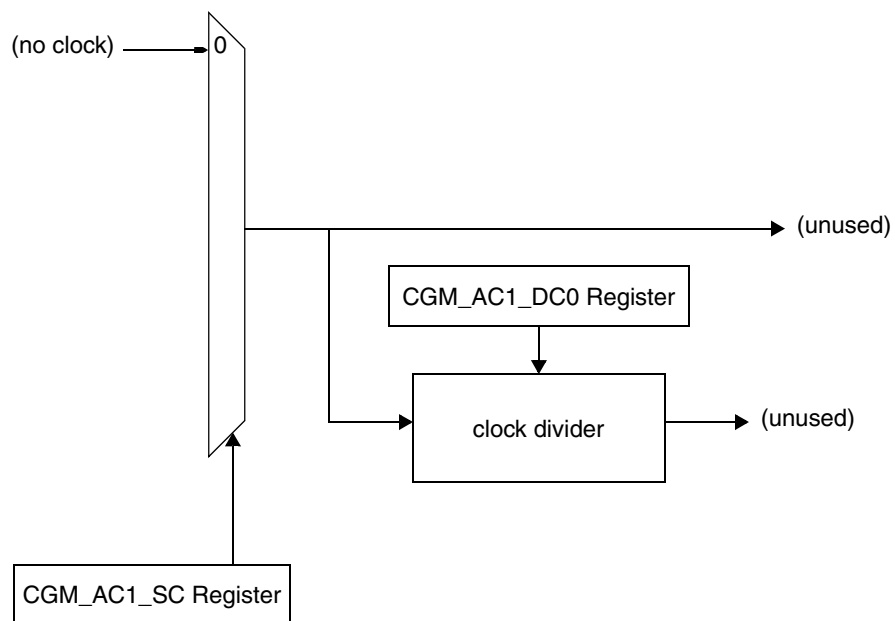 (no clock)
0
(unused)
CGM_AC1_DC0 Register
clock divider
(unused)
CGM_AC1_SC Register